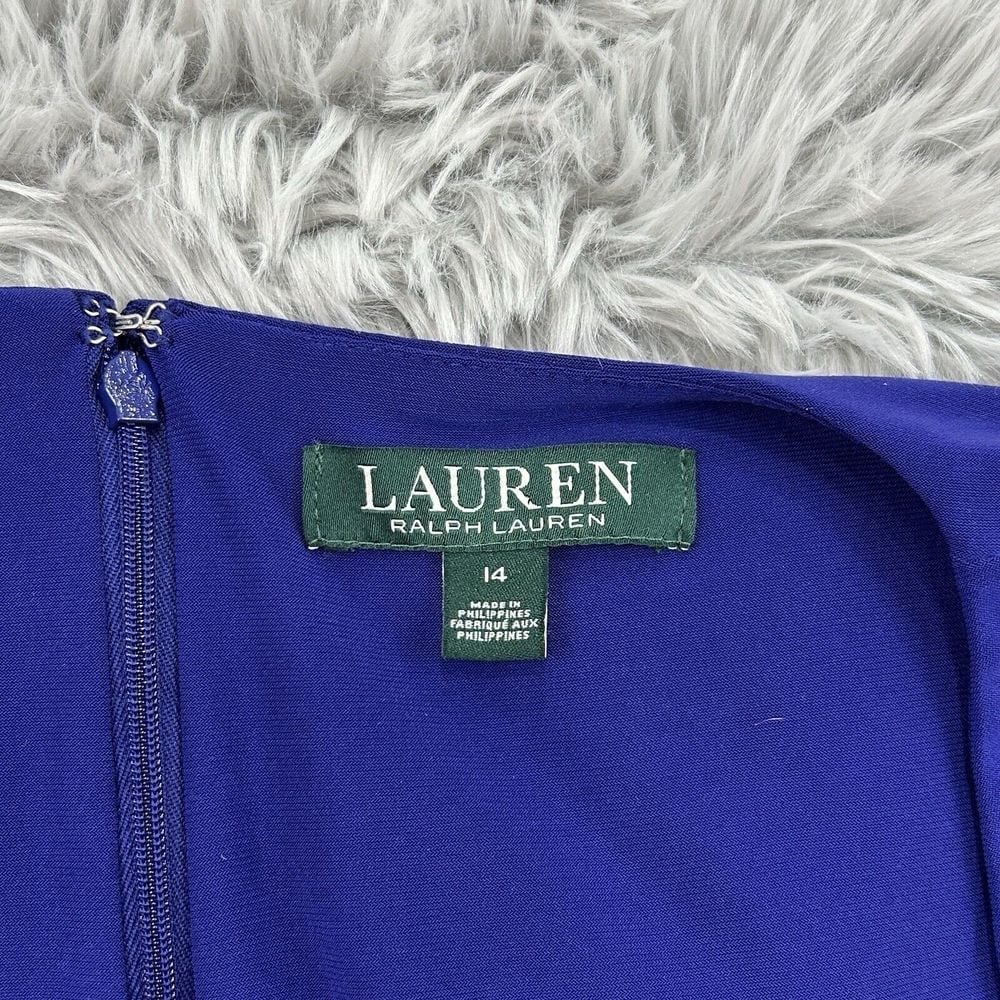 LAUREN
RALPH LAUREN
14
MADE IN
PHILIPPINES
FABRIQUÉ AUX
PHILIPPINES